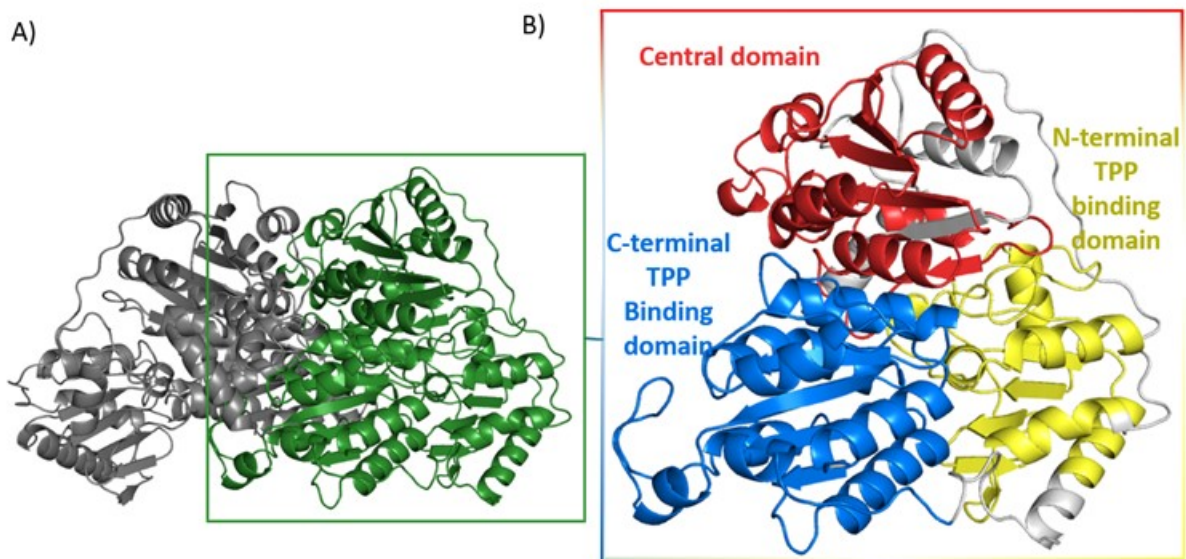 A)
B)
Central domain
N-terminal
TPP
binding
domain
C-terminal
TPP
Binding
domain